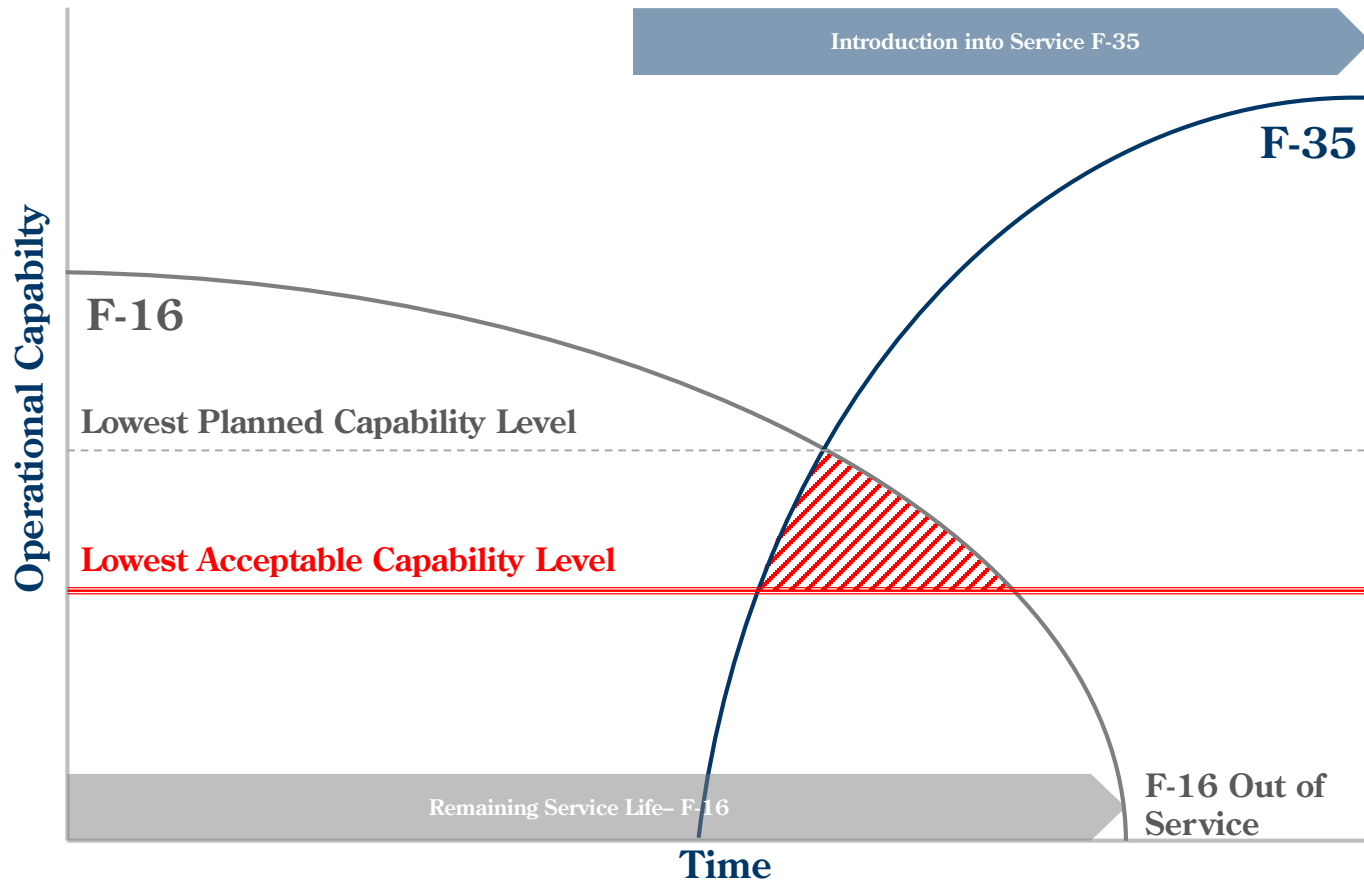 Introduction into Service F-35
F-35
Operational Capabilty
F-16
Lowest Planned Capability Level
Lowest Acceptable Capability Level
Remaining Service Life– F-16
F-16 Out of
Service
Time